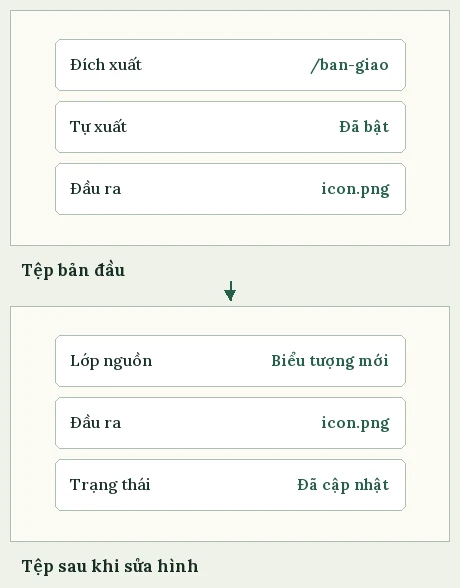 Đích xuất /ban-giao
Tự xuất Đã bật
Đầu ra icon.png
Tệp bản đầu
Lớp nguồn Biểu tượng mới
Đầu ra icon.png
Trạng thái Đã cập nhật
Tệp sau khi sửa hình